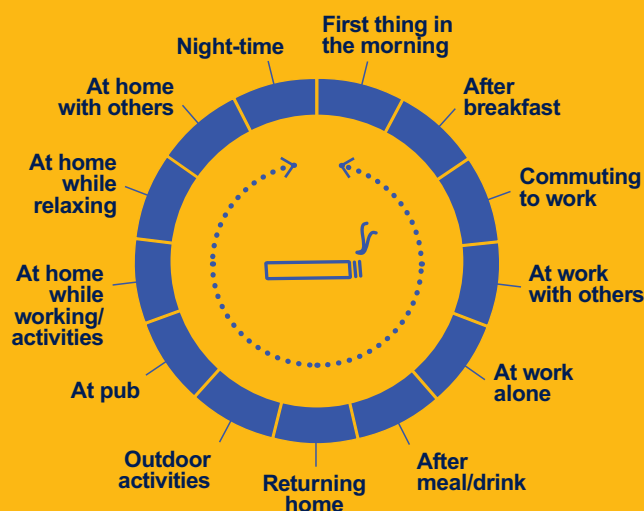 First thing in
the morning
After
breakfast
Commuting
to work
At work
with others
At work
alone
After
meal/drink
Returning
home
Outdoor
activities
At pub
At home
while
working/
activities
At home
while
relaxing
At home
with others
Night-time